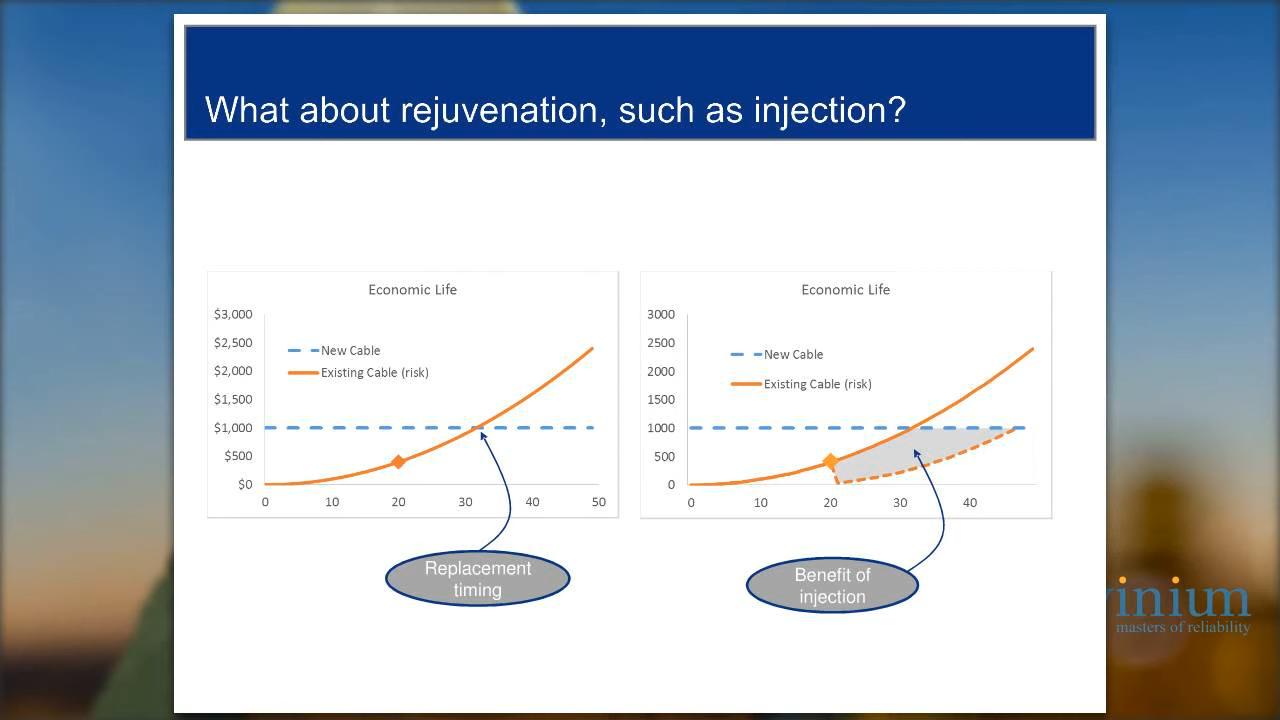 What about rejuvenation, such as injection?
Economic Life
$3,000
$2,500
$2,000
$1,500
$1,000
$500
$0
New Cable
Existing Cable (risk)
0 10 20 30 40 50
Replacement
timing
Economic Life
3000
2500
2000
1500
1000
500
0
New Cable
Existing Cable (risk)
0 10 20 30 40
Benefit of
injection
vinium
masters of reliability